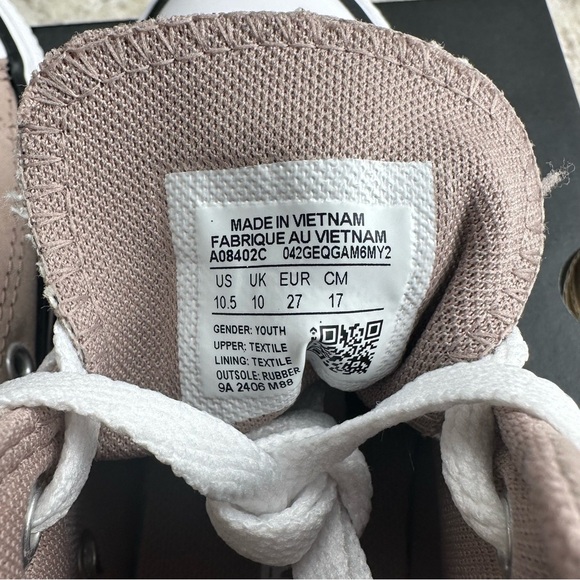 MADE IN VIETNAM
FABRIQUE AU VIETNAM
A08402C 042GEQGAM6MY2
US UK EUR CM
10.5 10 27 17
GENDER: YOUTH
UPPER: TEXTILE
LINING: TEXTILE
OUTSOLE: RUBBER
9A 2406 M88